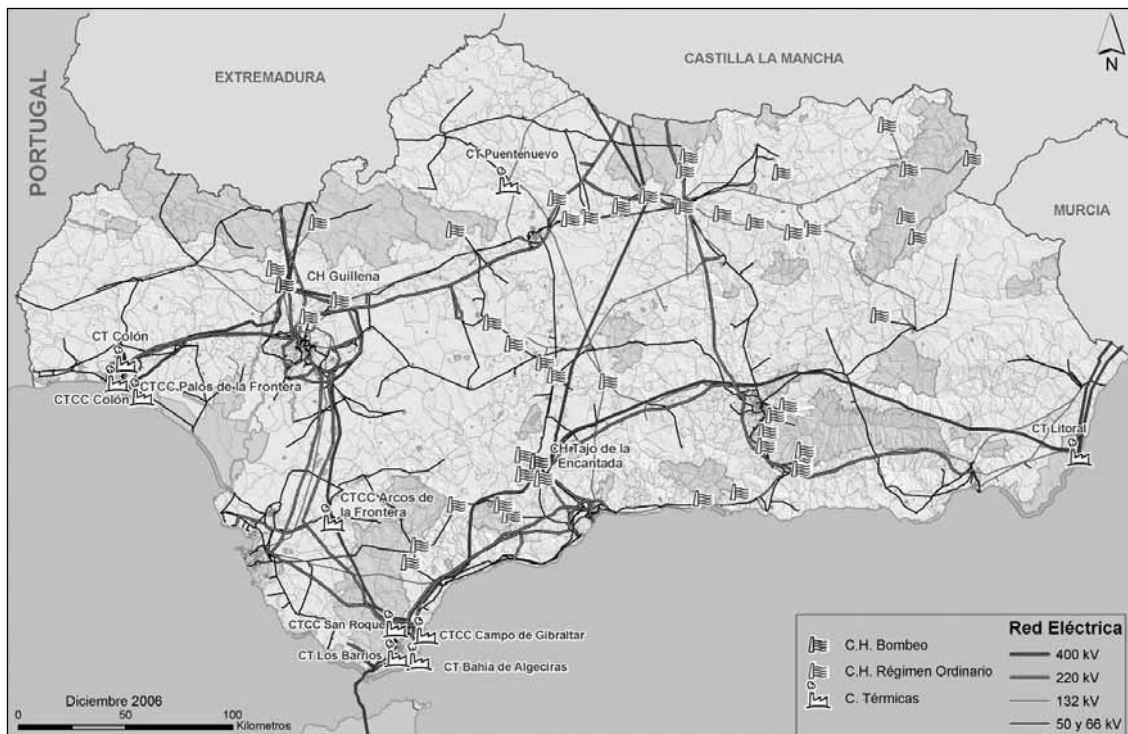 EXTREMADURA
CASTILLA LA MANCHA
N
PORTUGAL
MURCIA
CT Puentenuevo
CH Guillena
CT Colón
CTCC Palos de la Frontera
CTCC Colón
CT Litoral
CH Tajo de la
Encantada
CTCC Arcos de
la Frontera
CTCC San Roque
CTCC Campo de Gibraltar
CT Los Barrios
CT Bahía de Algeciras
Diciembre 2006
0 50 100
Kilometros
C.H. Bombeo
C.H. Régimen Ordinario
C. Térmicas
Red Eléctrica
400 kV
220 kV
132 kV
50 y 66 kV